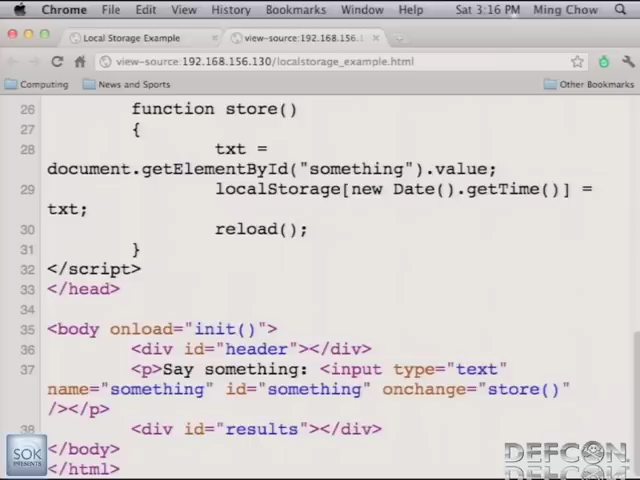 Chrome File Edit View History Bookmarks Window Help Sat 3:16 PM Ming Chow
Local Storage Example view-source:192.168.156.1
view-source:192.168.156.130/localstorage_example.html
Computing News and Sports Other Bookmarks
26 function store()
27 {
28 txt =
document.getElementById("something").value;
29 localStorage[new Date().getTime()] =
txt;
30 reload();
31 }
32 </script>
33 </head>
34
35 <body onload="init()">
36 <div id="header"></div>
37 <p>Say something: <input type="text"
name="something" id="something" onchange="store()"
/></p>
38 <div id="results"></div>
</body>
</html>
SOK
PRESENTS
DEFCON